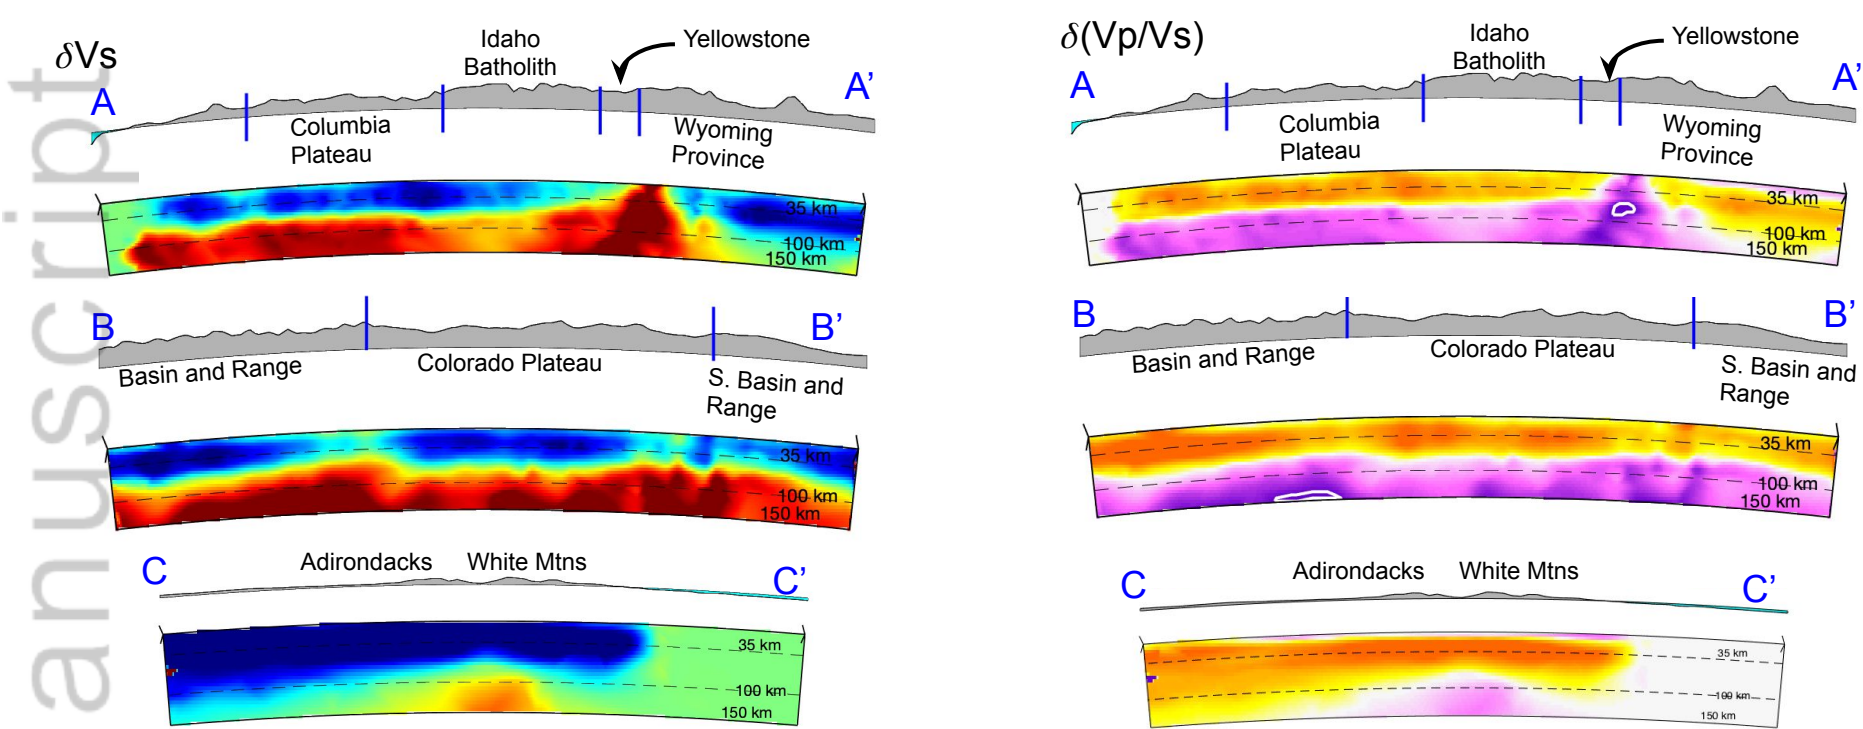 anuscript
δVs
Idaho
Batholith
Yellowstone
A
A’
Columbia
Plateau
Wyoming
Province
35 km
100 km
150 km
B
B’
Basin and Range
Colorado Plateau
S. Basin and
Range
35 km
100 km
150 km
C
Adirondacks
White Mtns
C’
35 km
100 km
150 km
δ(Vp/Vs)
Idaho
Batholith
Yellowstone
A
A’
Columbia
Plateau
Wyoming
Province
35 km
100 km
150 km
B
B’
Basin and Range
Colorado Plateau
S. Basin and
Range
35 km
100 km
150 km
C
Adirondacks
White Mtns
C’
35 km
100 km
150 km